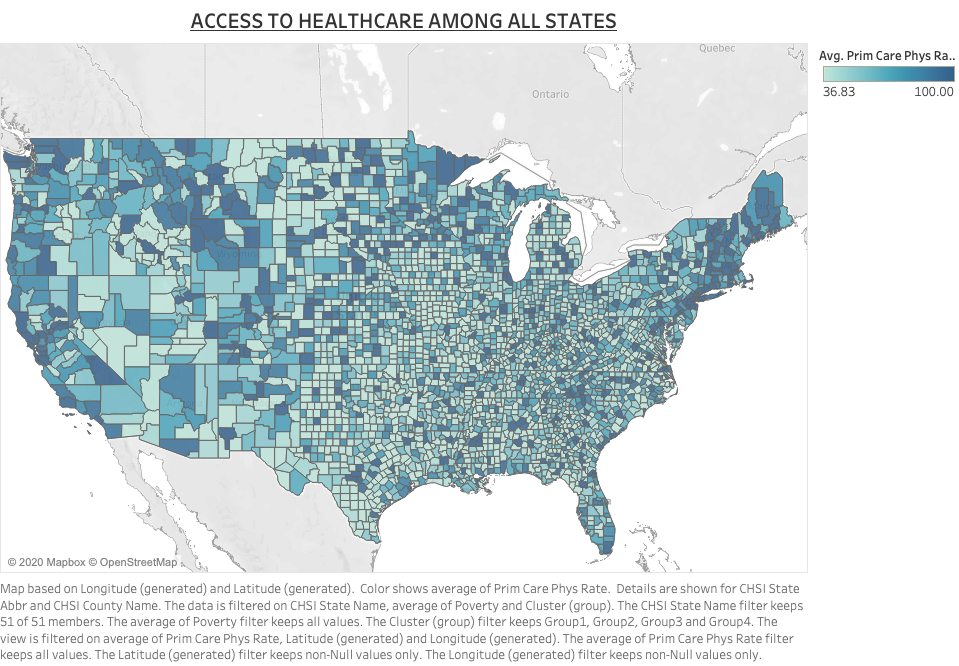 ACCESS TO HEALTHCARE AMONG ALL STATES
Quebec
Ontario
Avg. Prim Care Phys Ra..
36.83 100.00
Wyoming
© 2020 Mapbox © OpenStreetMap
Map based on Longitude (generated) and Latitude (generated). Color shows average of Prim Care Phys Rate. Details are shown for CHSI State
Abbr and CHSI County Name. The data is filtered on CHSI State Name, average of Poverty and Cluster (group). The CHSI State Name filter keeps
51 of 51 members. The average of Poverty filter keeps all values. The Cluster (group) filter keeps Group1, Group2, Group3 and Group4. The
view is filtered on average of Prim Care Phys Rate, Latitude (generated) and Longitude (generated). The average of Prim Care Phys Rate filter
keeps all values. The Latitude (generated) filter keeps non-Null values only. The Longitude (generated) filter keeps non-Null values only.